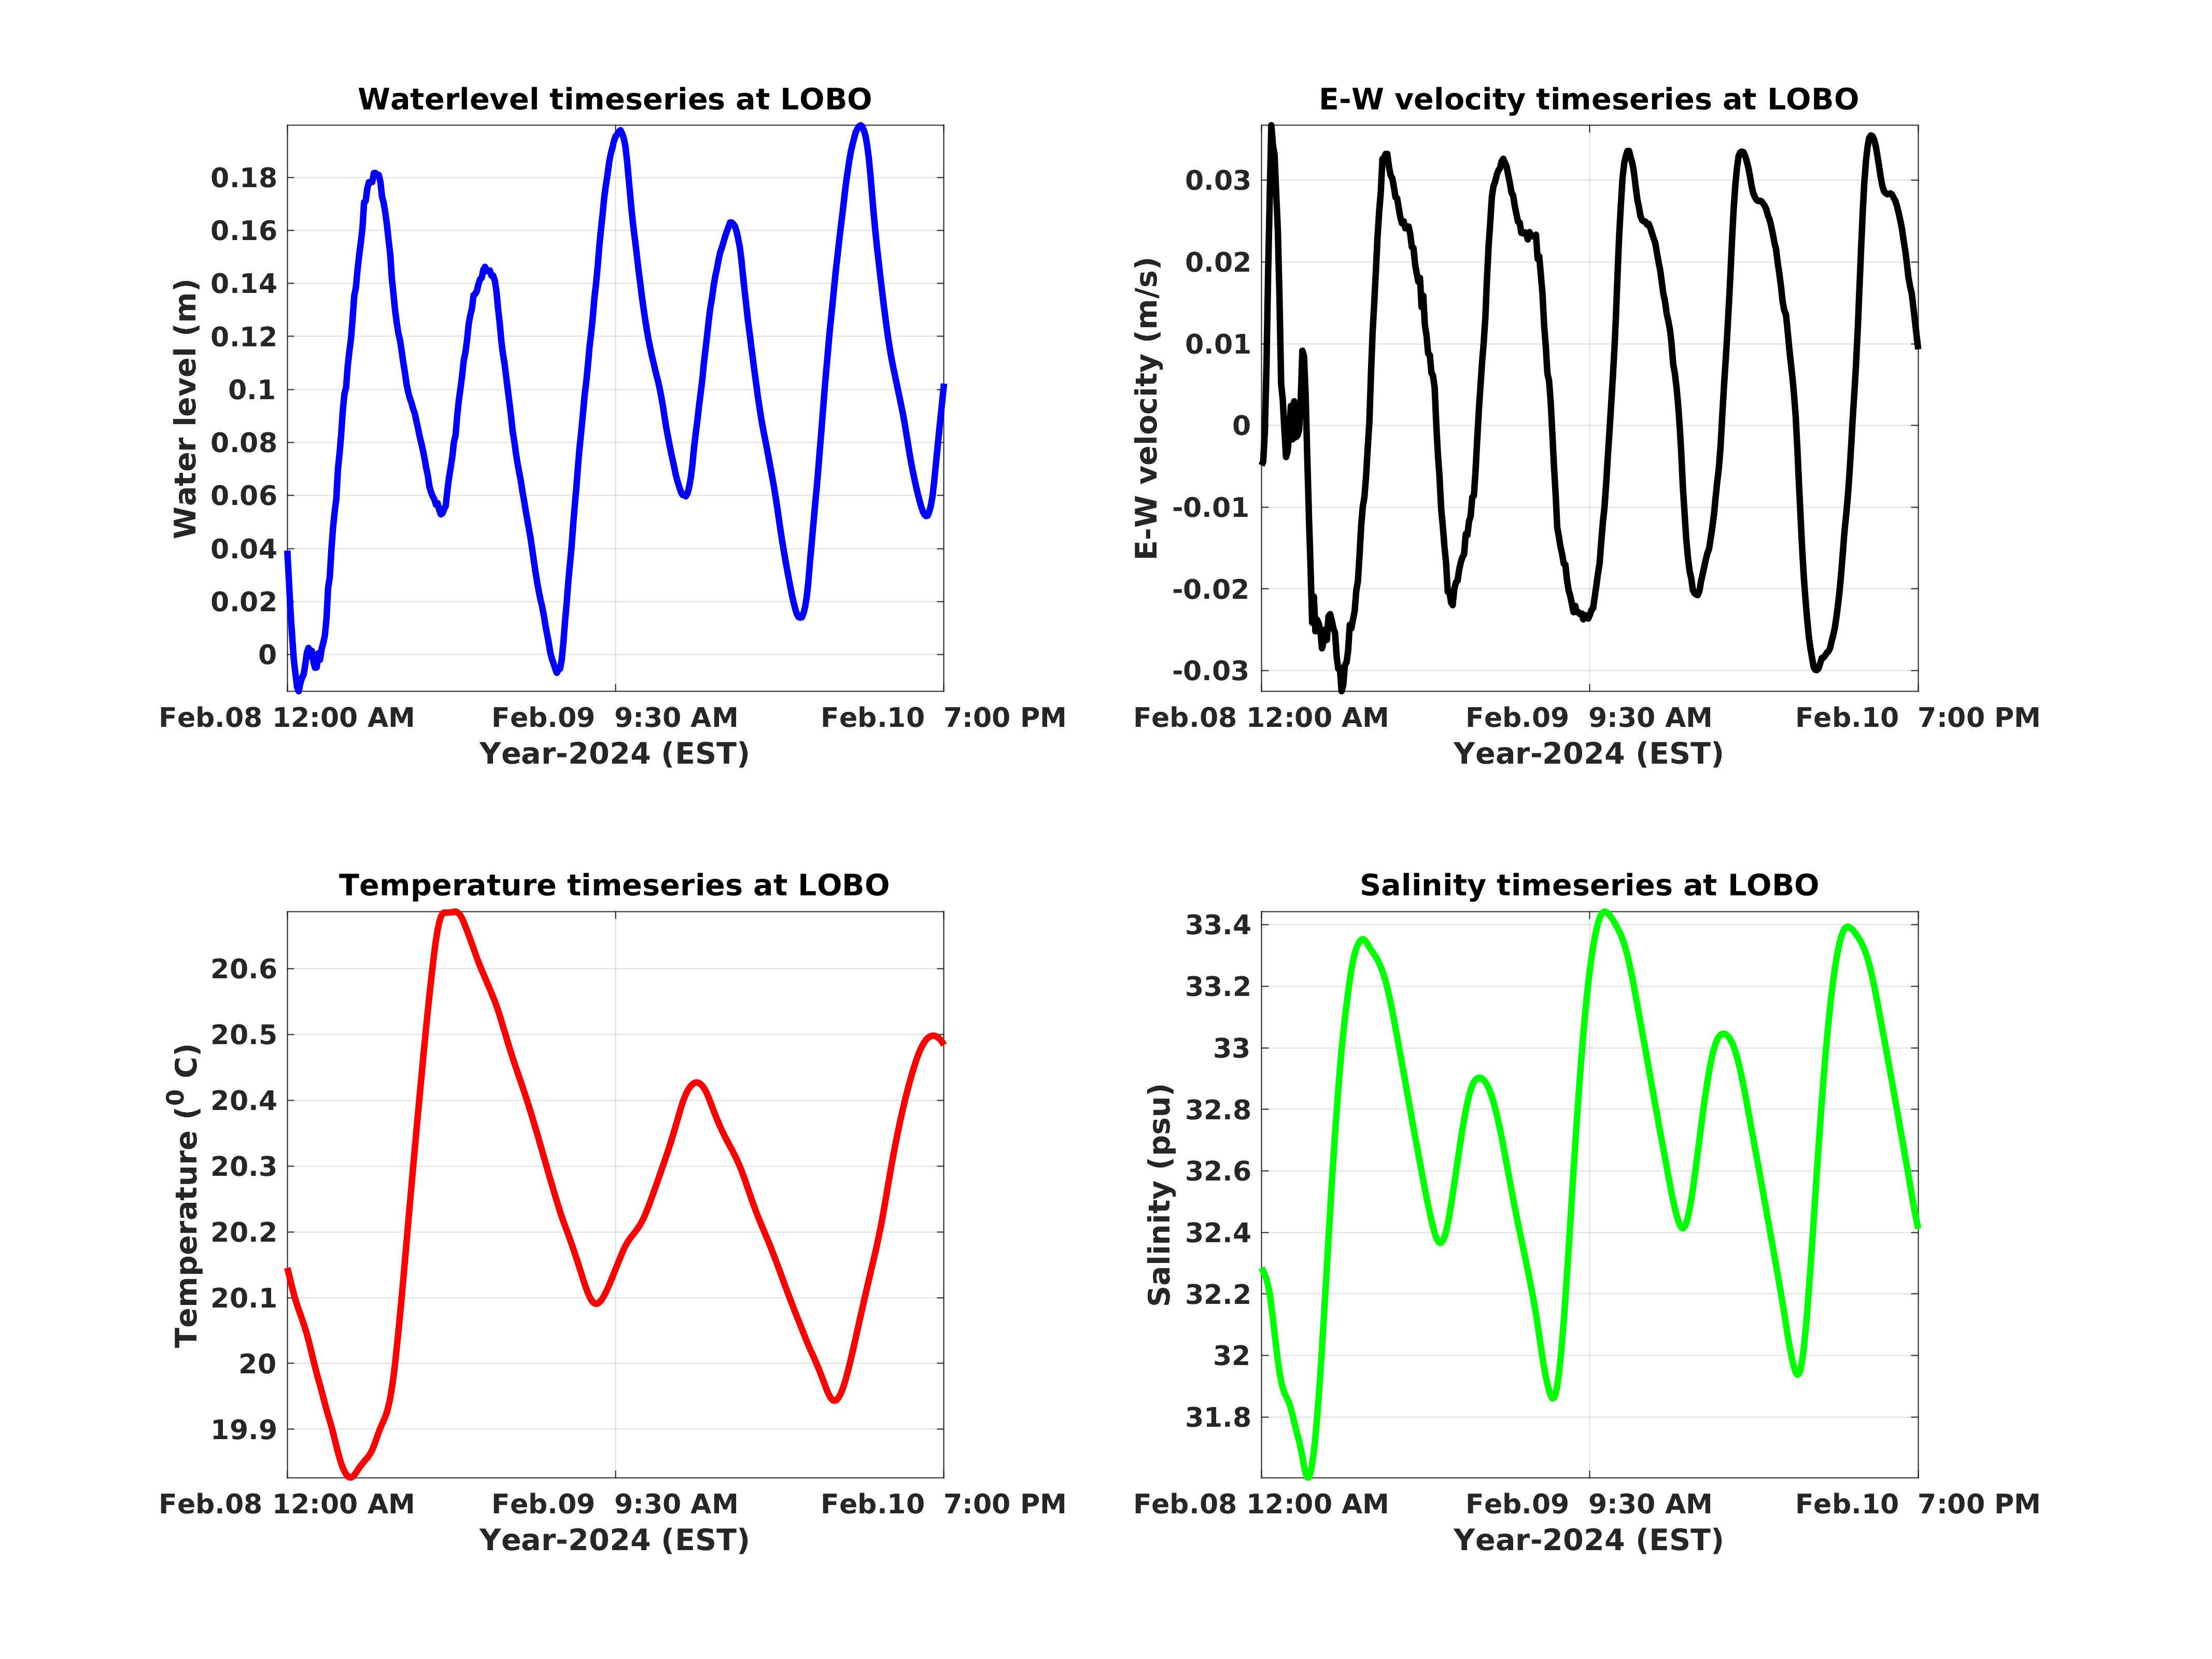 Waterlevel timeseries at LOBO
Water level (m)
0.18
0.16
0.14
0.12
0.1
0.08
0.06
0.04
0.02
0
Feb.08 12:00 AM
Feb.09 9:30 AM
Feb.10 7:00 PM
Year-2024 (EST)
E-W velocity timeseries at LOBO
E-W velocity (m/s)
0.03
0.02
0.01
0
-0.01
-0.02
-0.03
Feb.08 12:00 AM
Feb.09 9:30 AM
Feb.10 7:00 PM
Year-2024 (EST)
Temperature timeseries at LOBO
Temperature (⁰ C)
20.6
20.5
20.4
20.3
20.2
20.1
20
19.9
Feb.08 12:00 AM
Feb.09 9:30 AM
Feb.10 7:00 PM
Year-2024 (EST)
Salinity timeseries at LOBO
Salinity (psu)
33.4
33.2
33
32.8
32.6
32.4
32.2
32
31.8
Feb.08 12:00 AM
Feb.09 9:30 AM
Feb.10 7:00 PM
Year-2024 (EST)